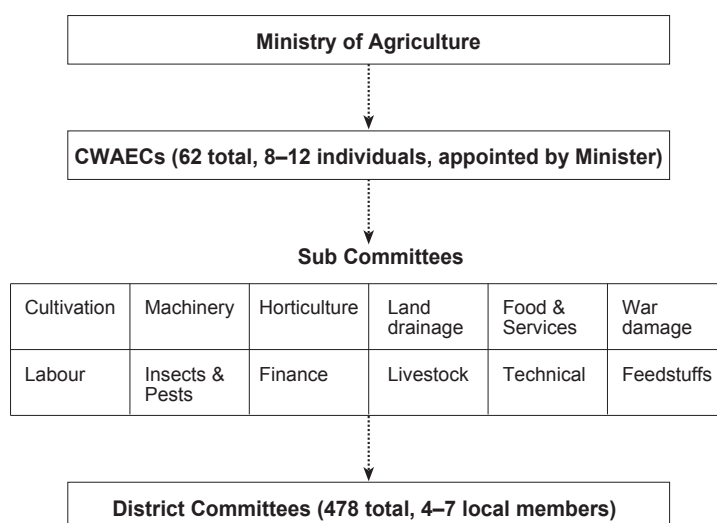 Ministry of Agriculture
CWAECs (62 total, 8–12 individuals, appointed by Minister)
Sub Committees
Cultivation
Machinery
Horticulture
Land
drainage
Food &
Services
War
damage
Labour
Insects &
Pests
Finance
Livestock
Technical
Feedstuffs
District Committees (478 total, 4–7 local members)